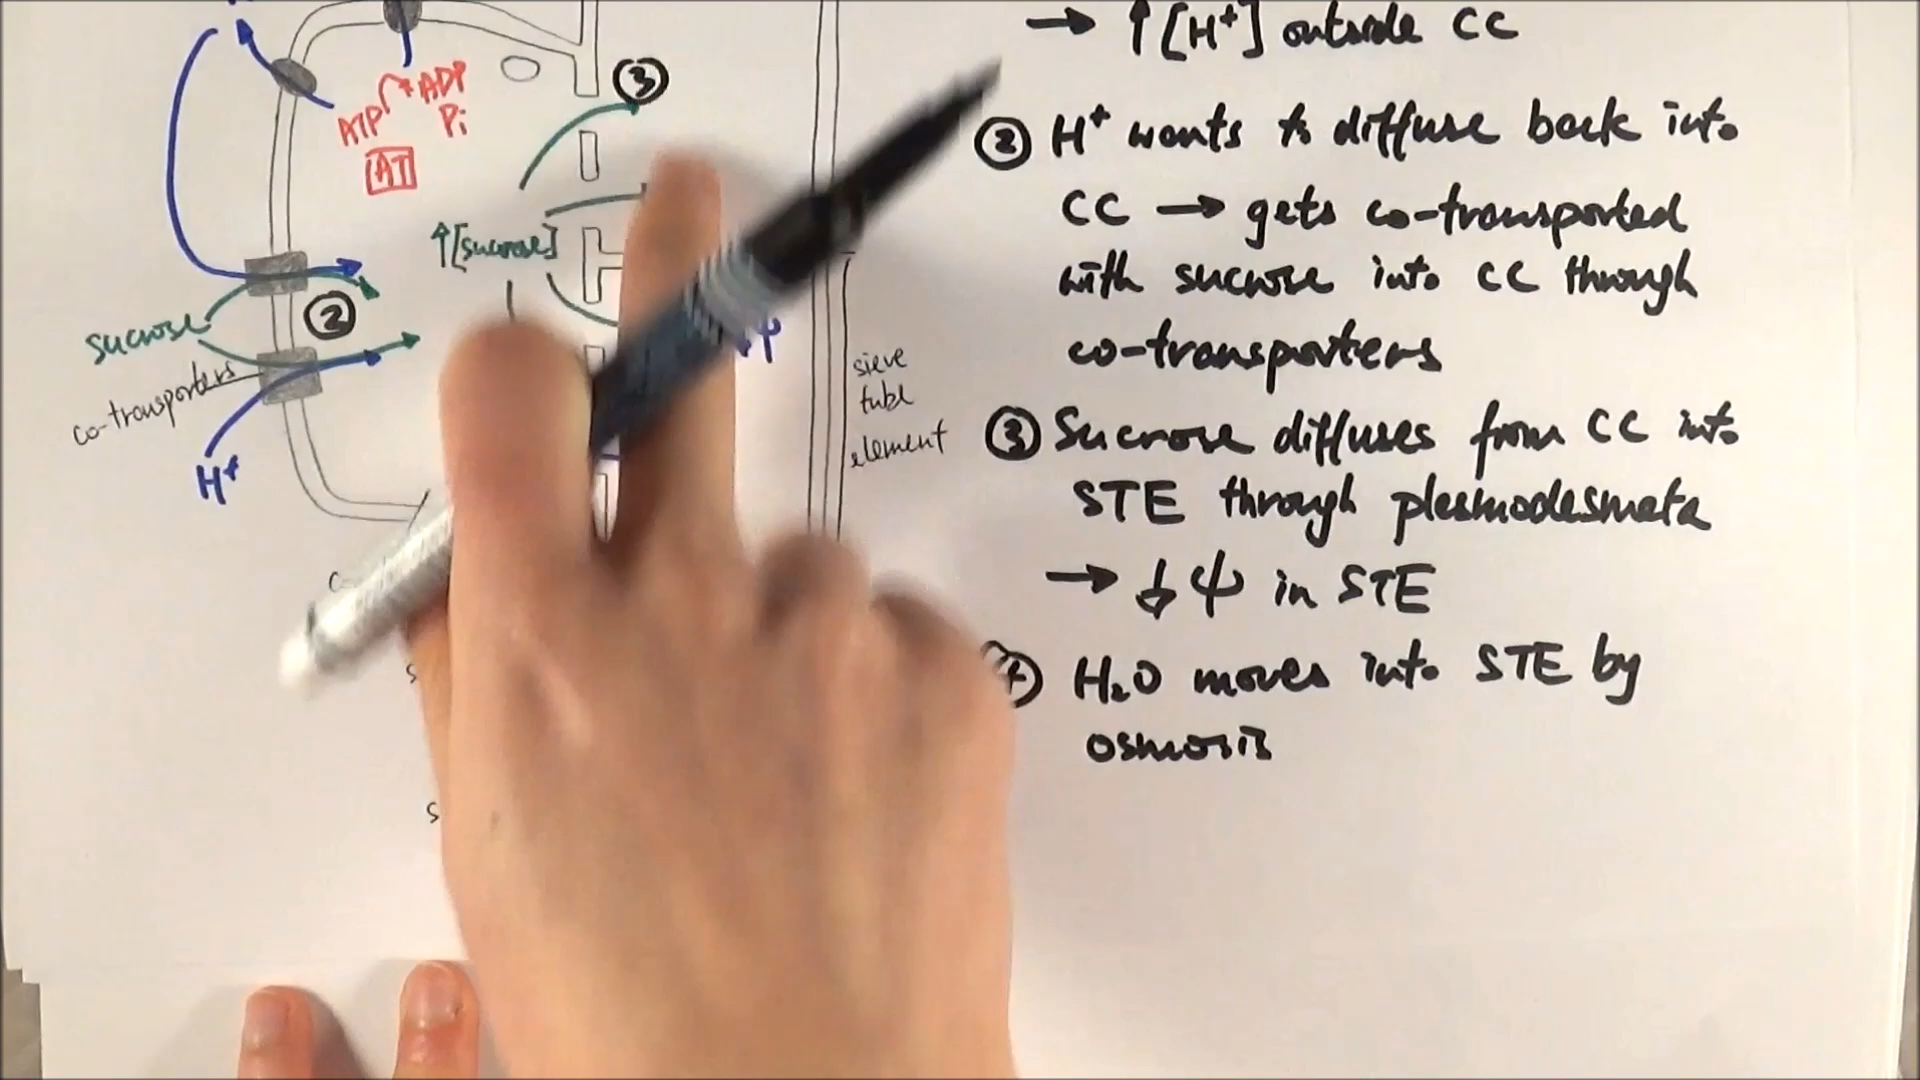 → ↑[H⁺] outside CC
② H⁺ wants to diffuse back into
CC → gets co-transported
with sucrose into CC through
co-transporters
③ Sucrose diffuses from CC into
STE through plasmodesmata
→ ↓ψ in STE
④ H₂O moves into STE by
osmosis
ATP → ADP
Pi
AT
③
↑[sucrose]
②
sucrose
co-transporters
H⁺
ψ
sieve
tube
element